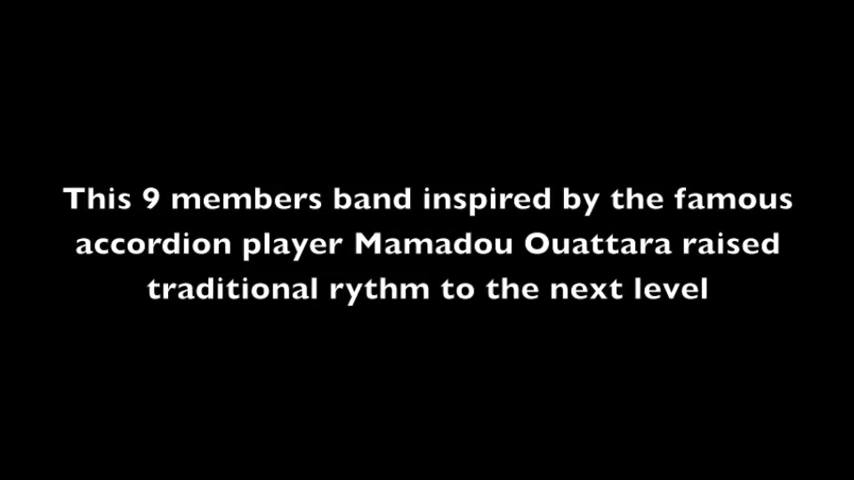 This 9 members band inspired by the famous
accordion player Mamadou Ouattara raised
traditional rythm to the next level